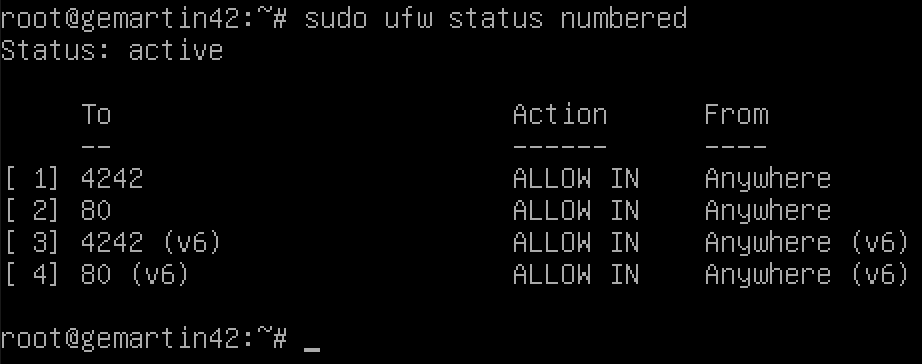 root@gemartin42:~# sudo ufw status numbered
Status: active
     To                         Action      From
     --                         ------      ----
[ 1] 4242                       ALLOW IN    Anywhere
[ 2] 80                         ALLOW IN    Anywhere
[ 3] 4242 (v6)                  ALLOW IN    Anywhere (v6)
[ 4] 80 (v6)                    ALLOW IN    Anywhere (v6)
root@gemartin42:~# _